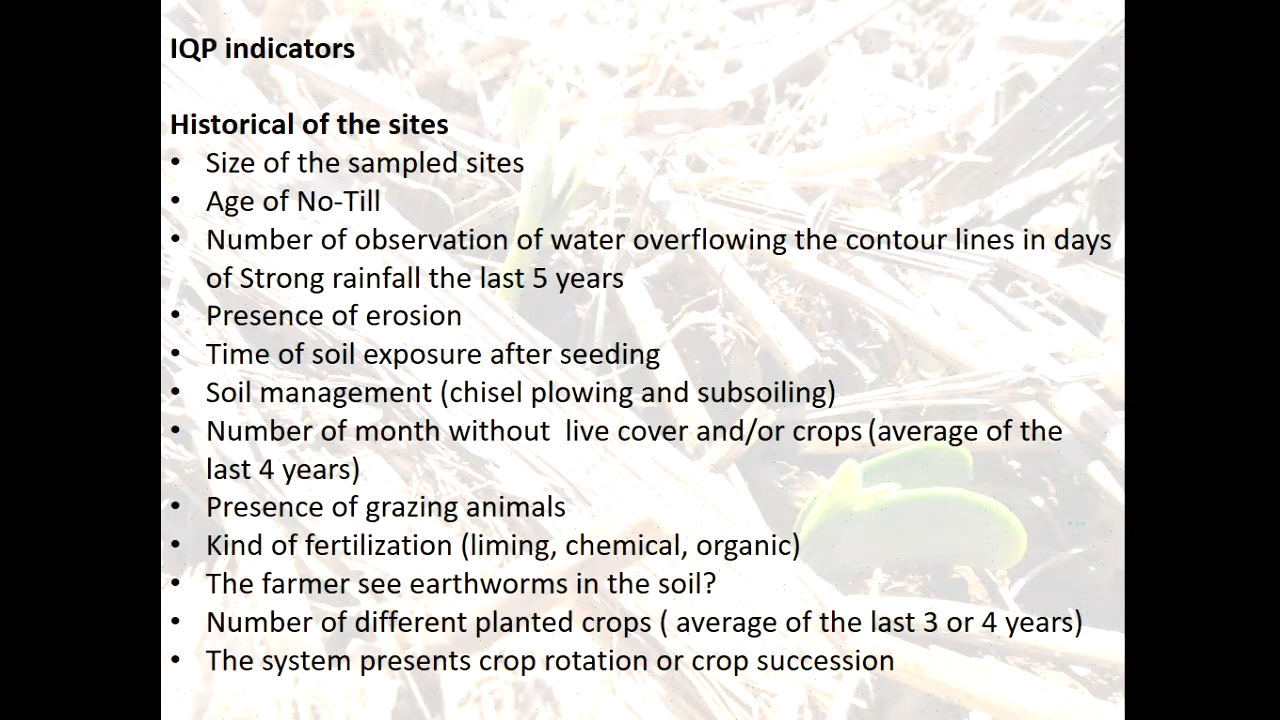 IQP indicators
Historical of the sites
• Size of the sampled sites
• Age of No-Till
• Number of observation of water overflowing the contour lines in days
of Strong rainfall the last 5 years
• Presence of erosion
• Time of soil exposure after seeding
• Soil management (chisel plowing and subsoiling)
• Number of month without  live cover and/or crops (average of the
last 4 years)
• Presence of grazing animals
• Kind of fertilization (liming, chemical, organic)
• The farmer see earthworms in the soil?
• Number of different planted crops ( average of the last 3 or 4 years)
• The system presents crop rotation or crop succession